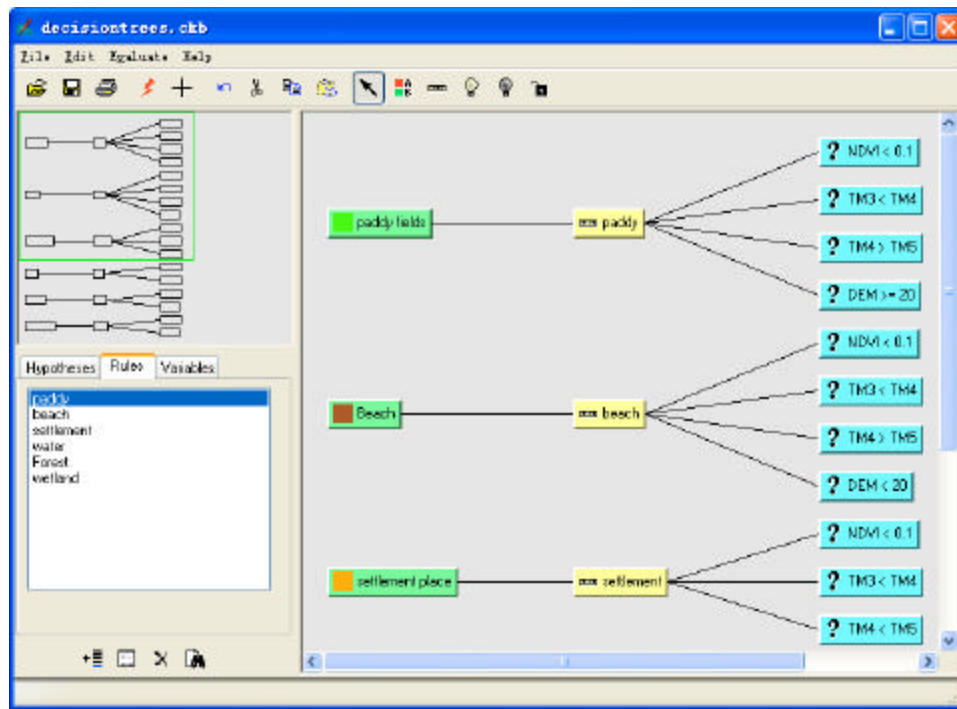 decisiontrees.ckb
File Edit Evaluate Help
Hypotheses Rules Variables
paddy
beach
settlement
water
Forest
wetland
paddy fields
paddy
? NDVI < 0.1
? TM3 < TM4
? TM4 > TM5
? DEM >= 20
Beach
beach
? NDVI < 0.1
? TM3 < TM4
? TM4 > TM5
? DEM < 20
settlement place
settlement
? NDVI < 0.1
? TM3 < TM4
? TM4 < TM5